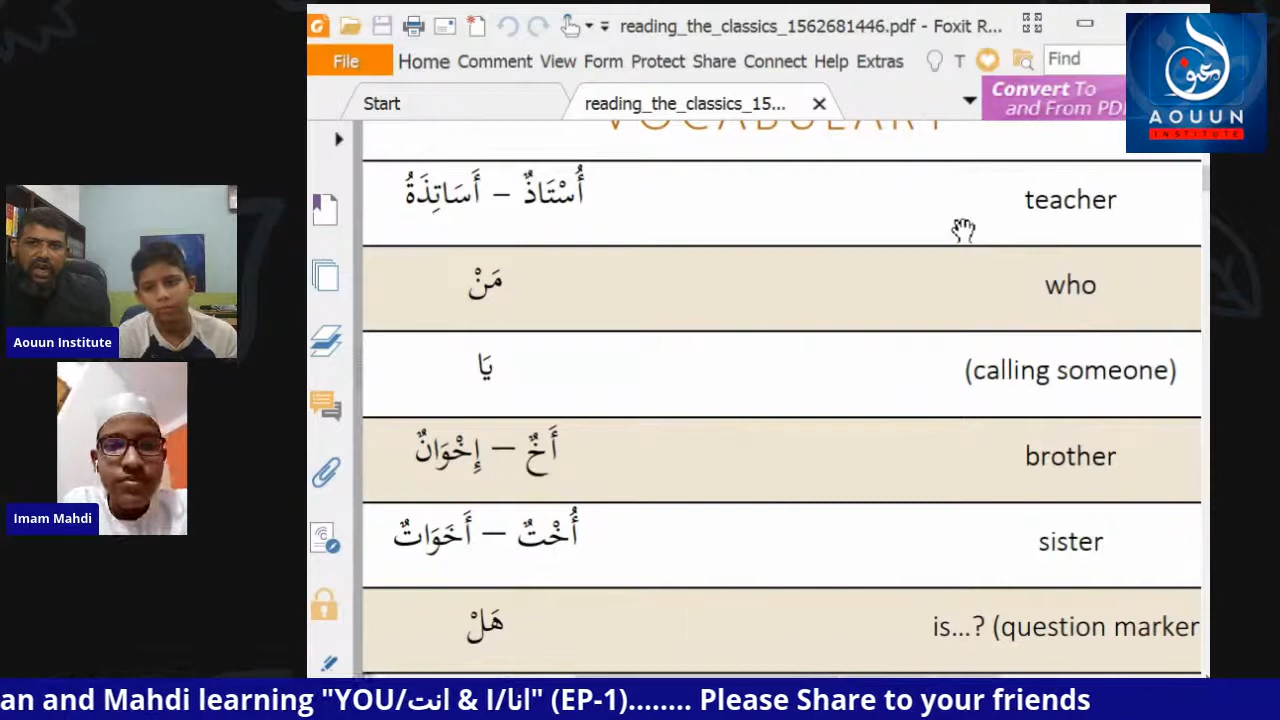 reading_the_classics_1562681446.pdf - Foxit R...
File Home Comment View Form Protect Share Connect Help Extras
Find
Start
reading_the_classics_15...
Convert To
and From PDF
AOUUN
INSTITUTE
VOCABULARY
أُسْتَاذٌ – أَسَاتِذَةُ
teacher
مَنْ
who
يَا
(calling someone)
أَخٌ – إِخْوَانٌ
brother
أُخْتٌ – أَخَوَاتٌ
sister
هَلْ
is...? (question marker
Aouun Institute
Imam Mahdi
an and Mahdi learning "YOU/انت & I/انا" (EP-1)........ Please Share to your friends